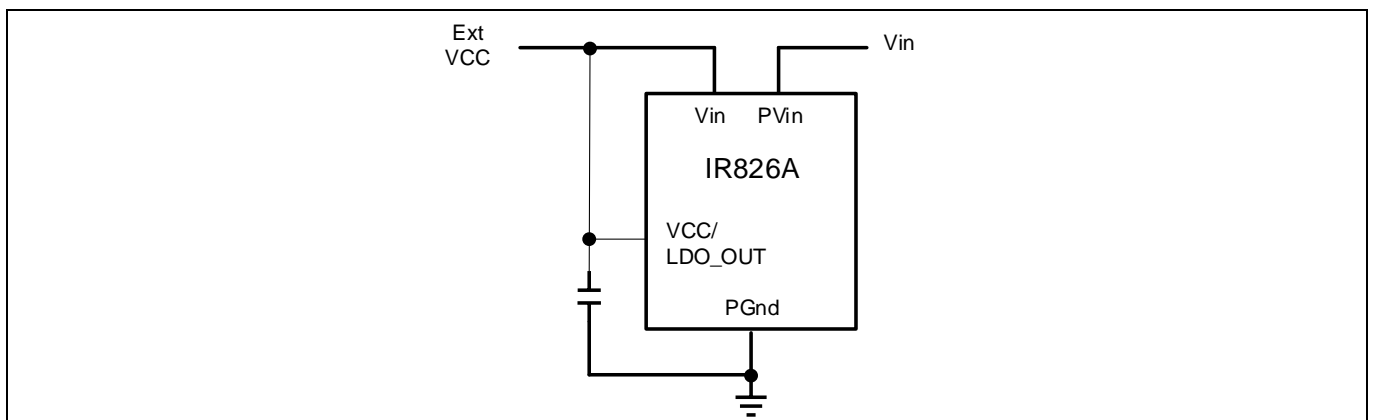 Ext
VCC
Vin
Vin PVin
IR826A
VCC/
LDO_OUT
PGnd